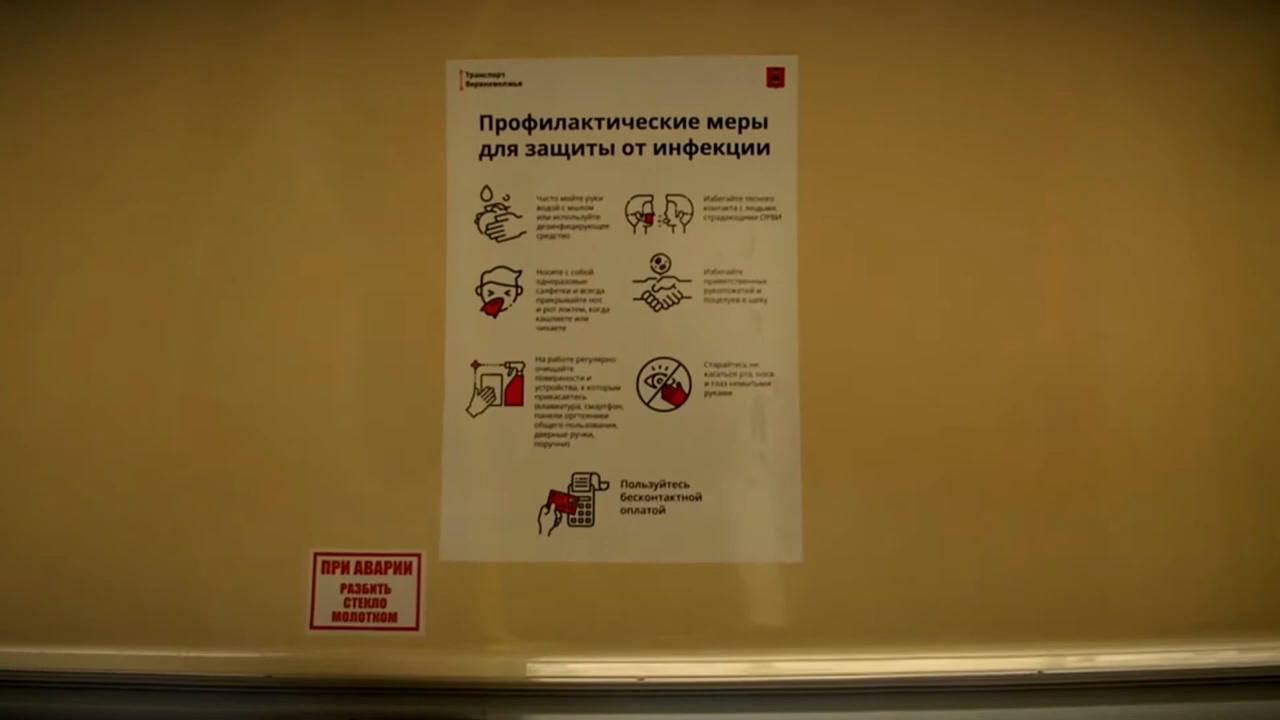 Транспорт
Верхневолжья
Профилактические меры
для защиты от инфекции
Часто мойте руки
водой с мылом
или используйте
дезинфицирующее
средство
Избегайте тесного
контакта с людьми,
страдающими ОРВИ
Носите с собой
одноразовые
салфетки и всегда
прикрывайте нос
и рот локтем, когда
кашляете или
чихаете
Избегайте
приветственных
рукопожатий и
поцелуев в щеку
На работе регулярно
очищайте
поверхности и
устройства, к которым
прикасаетесь
(клавиатура, смартфон,
панели оргтехники
общего пользования,
дверные ручки,
поручни)
Старайтесь не
касаться рта, носа
и глаз немытыми
руками
Пользуйтесь
бесконтактной
оплатой
ПРИ АВАРИИ
РАЗБИТЬ
СТЕКЛО
МОЛОТКОМ